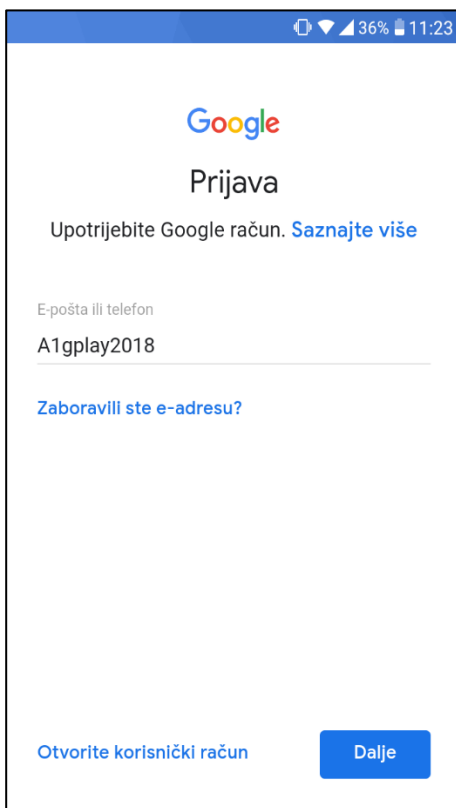 36% 11:23
Google
Prijava
Upotrijebite Google račun. Saznajte više
E-pošta ili telefon
A1gplay2018
Zaboravili ste e-adresu?
Otvorite korisnički račun
Dalje